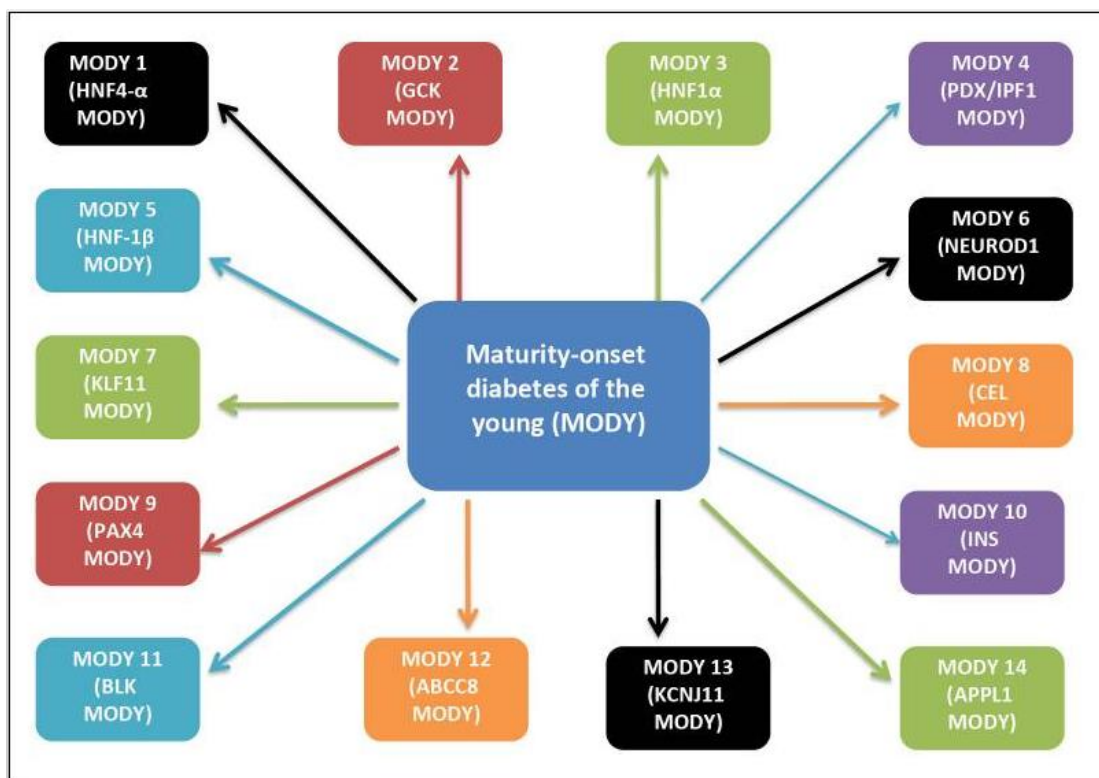 MODY 1
(HNF4-α
MODY)
MODY 2
(GCK
MODY)
MODY 3
(HNF1α
MODY)
MODY 4
(PDX/IPF1
MODY)
MODY 5
(HNF-1β
MODY)
MODY 6
(NEUROD1
MODY)
Maturity-onset
diabetes of the
young (MODY)
MODY 7
(KLF11
MODY)
MODY 8
(CEL
MODY)
MODY 9
(PAX4
MODY)
MODY 10
(INS
MODY)
MODY 11
(BLK
MODY)
MODY 12
(ABCC8
MODY)
MODY 13
(KCNJ11
MODY)
MODY 14
(APPL1
MODY)